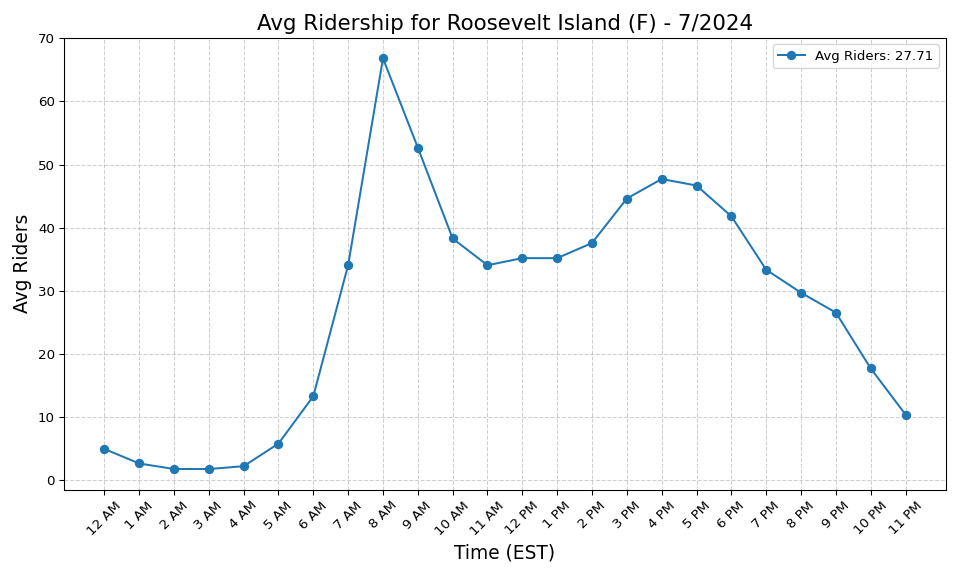 Avg Ridership for Roosevelt Island (F) - 7/2024
Avg Riders: 27.71
Avg Riders
70
60
50
40
30
20
10
0
12 AM
1 AM
2 AM
3 AM
4 AM
5 AM
6 AM
7 AM
8 AM
9 AM
10 AM
11 AM
12 PM
1 PM
2 PM
3 PM
4 PM
5 PM
6 PM
7 PM
8 PM
9 PM
10 PM
11 PM
Time (EST)